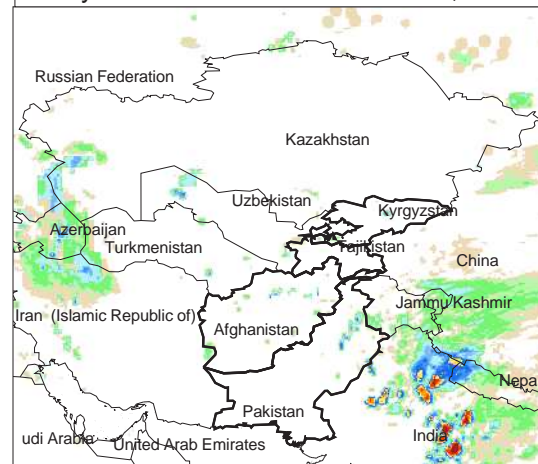 Russian Federation
Kazakhstan
Uzbekistan
Kyrgyzstan
Azerbaijan
Turkmenistan
Tajikistan
China
Jammu Kashmir
Iran (Islamic Republic of)
Afghanistan
Nepa
Pakistan
India
udi Arabia
United Arab Emirates